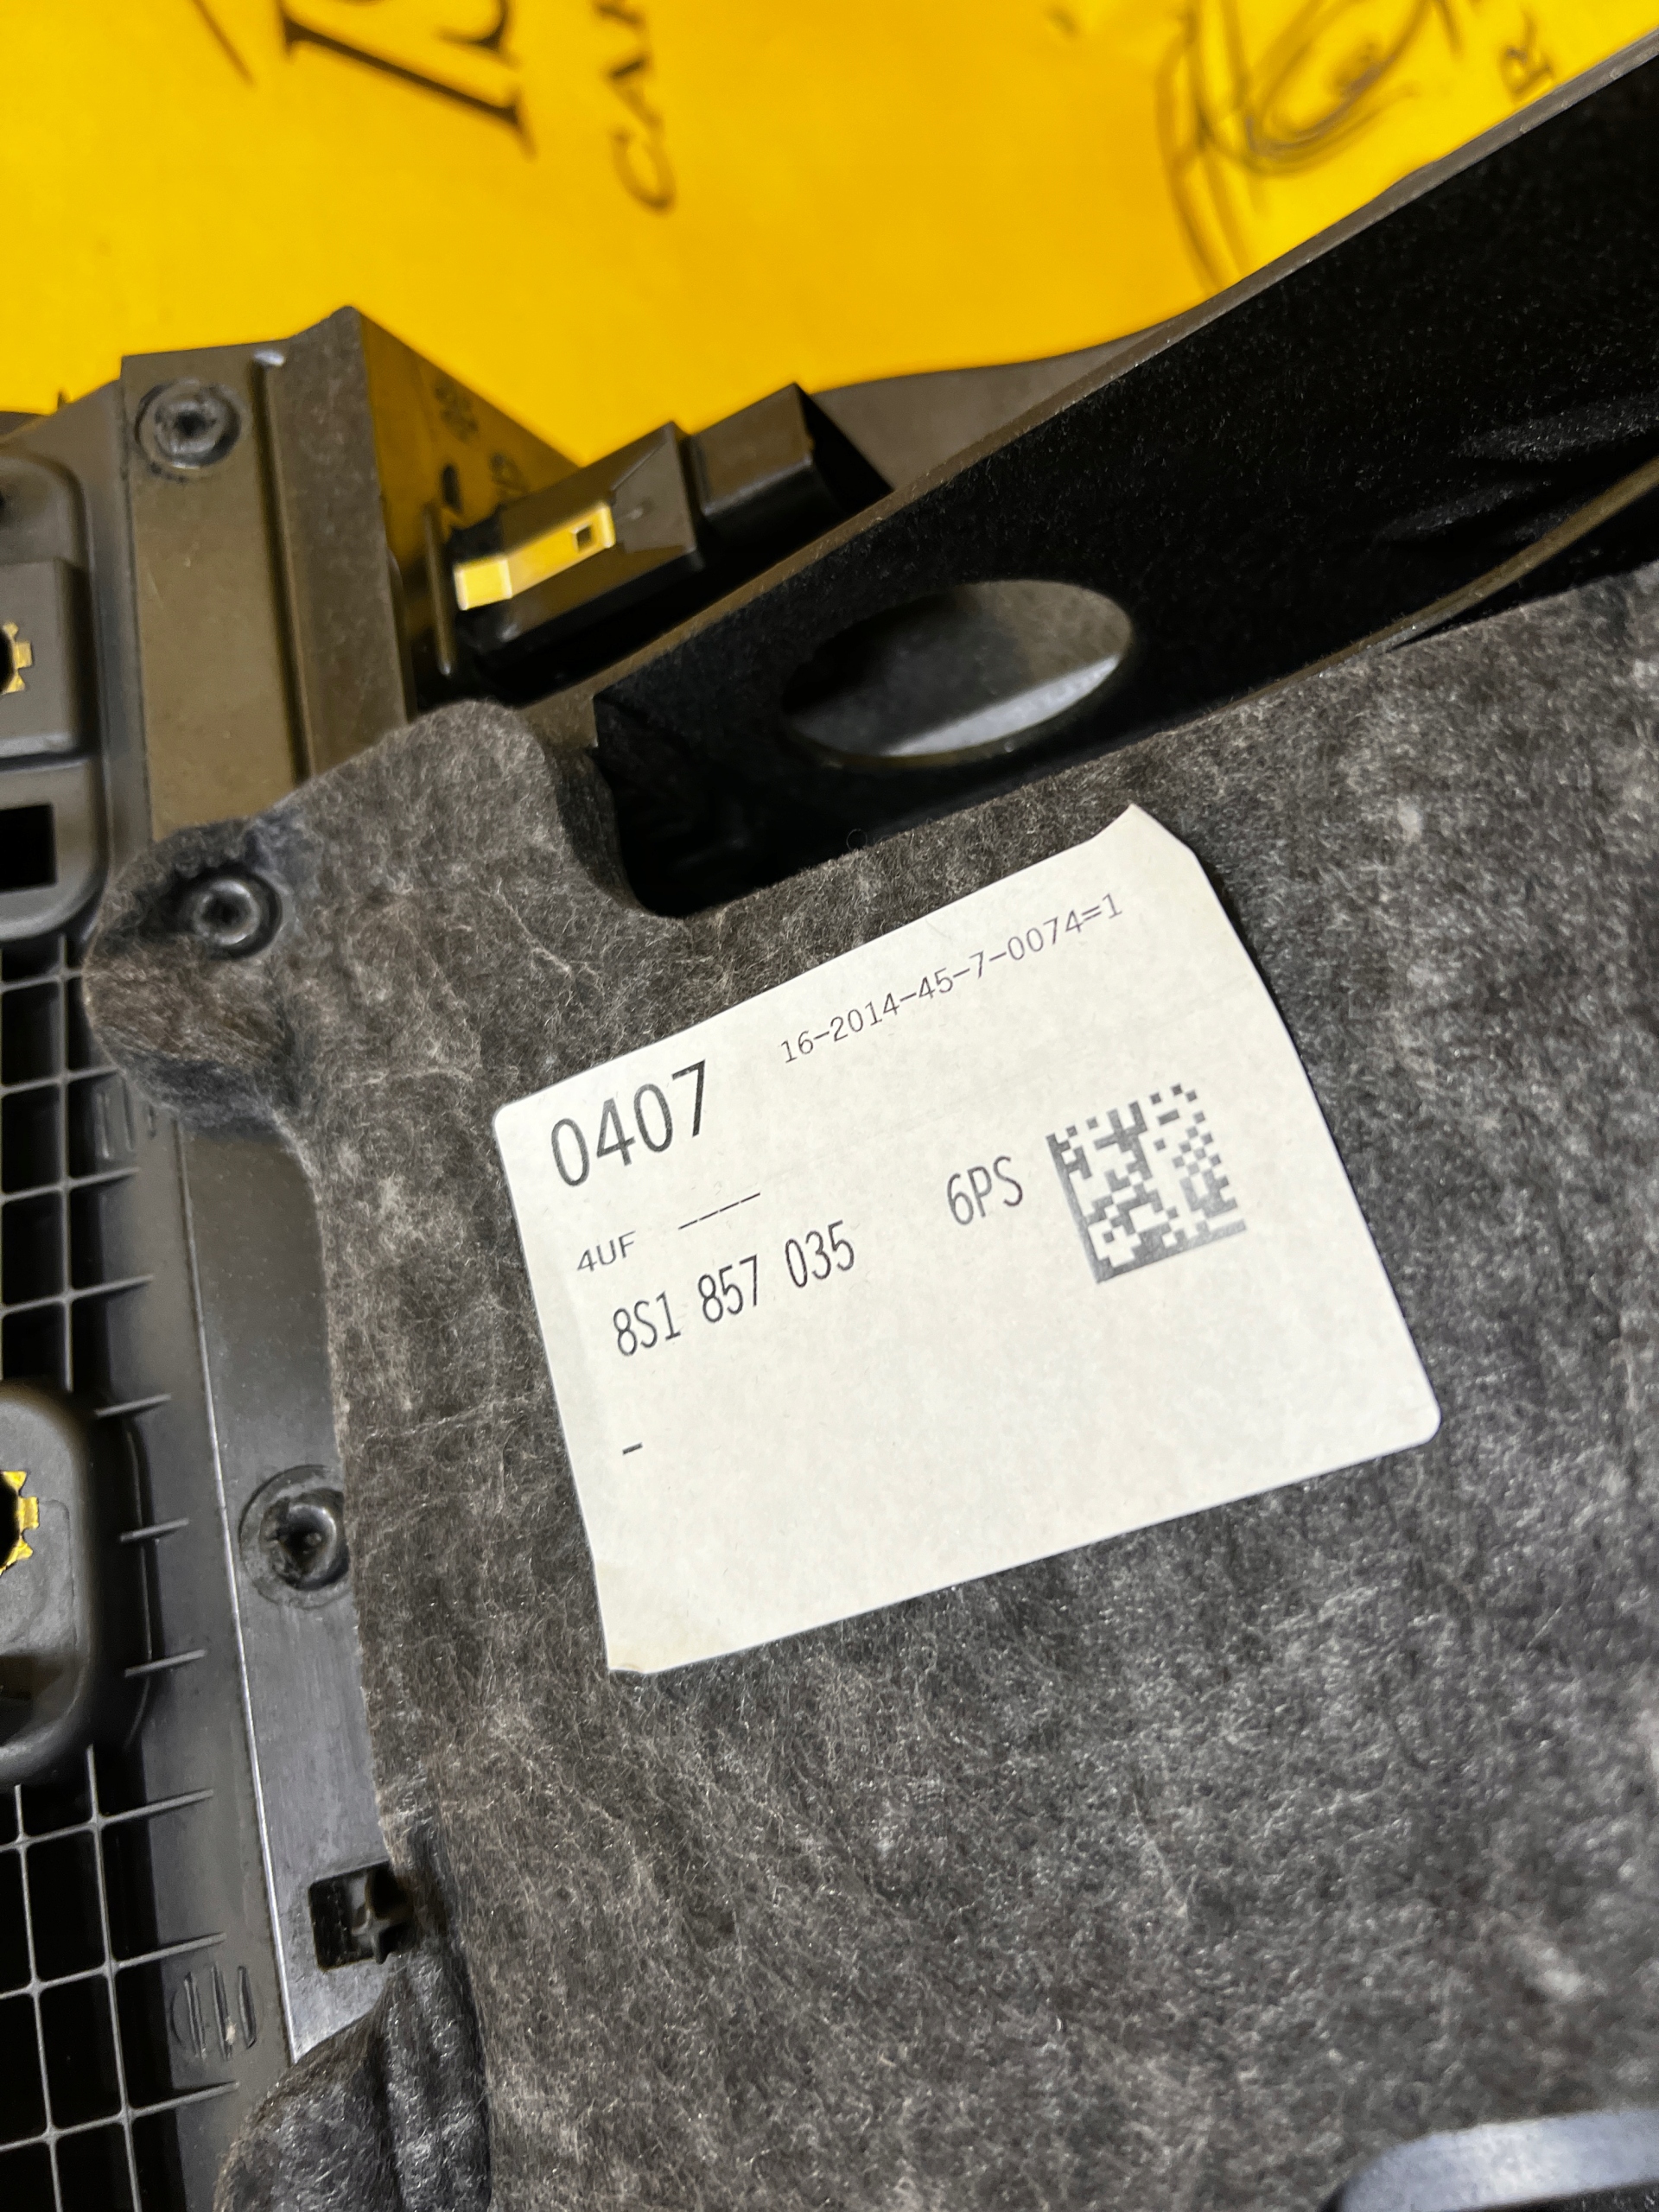 0407 16-2014-45-7-0074=1
4UF ----
8S1 857 035 6PS
-